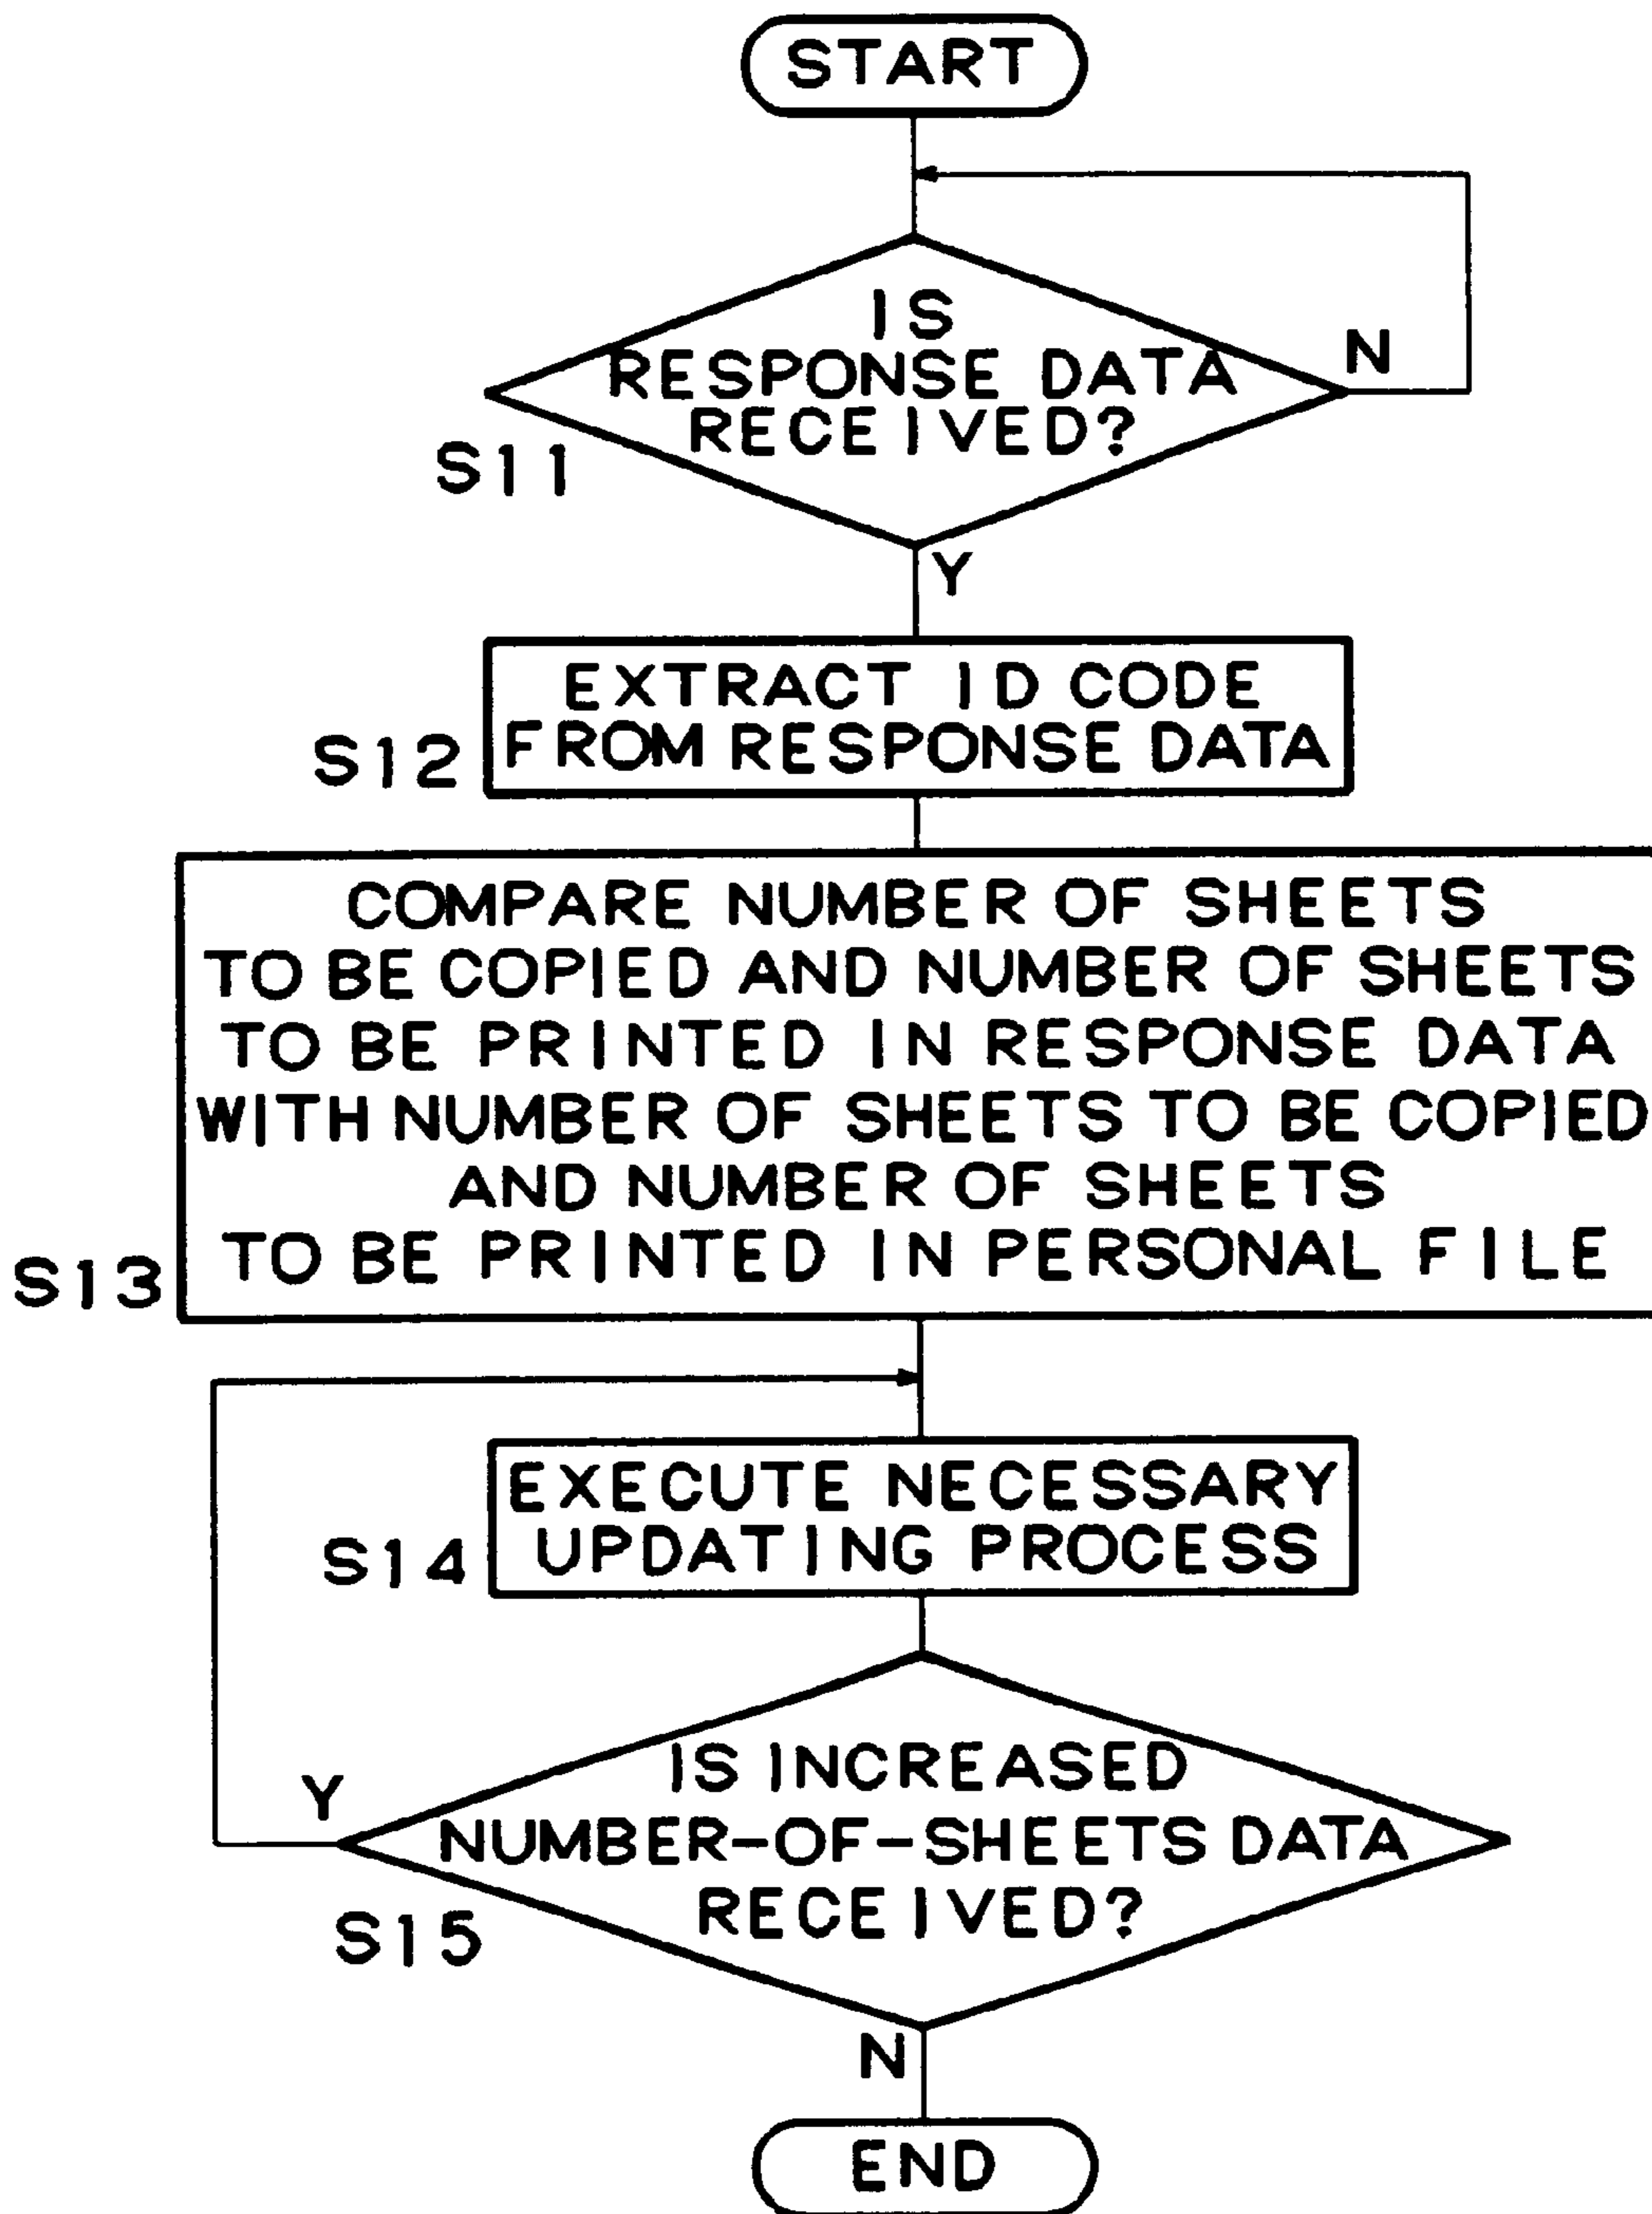 START
IS
RESPONSE DATA
RECEIVED?
N
S11
Y
EXTRACT ID CODE
FROM RESPONSE DATA
S12
COMPARE NUMBER OF SHEETS
TO BE COPIED AND NUMBER OF SHEETS
TO BE PRINTED IN RESPONSE DATA
WITH NUMBER OF SHEETS TO BE COPIED
AND NUMBER OF SHEETS
TO BE PRINTED IN PERSONAL FILE
S13
EXECUTE NECESSARY
UPDATING PROCESS
S14
IS INCREASED
NUMBER-OF-SHEETS DATA
RECEIVED?
Y
S15
N
END